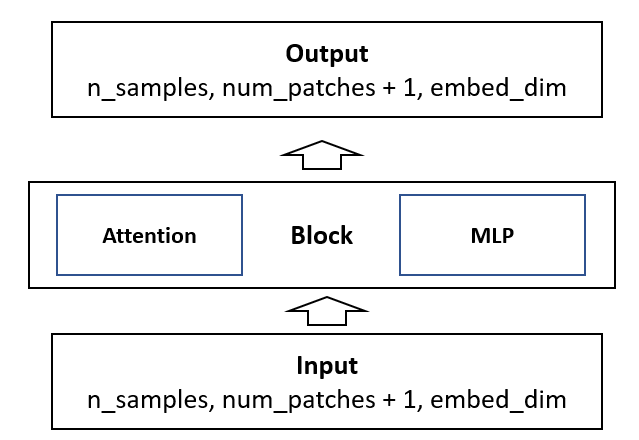 Output
n_samples, num_patches + 1, embed_dim
Attention
Block
MLP
Input
n_samples, num_patches + 1, embed_dim